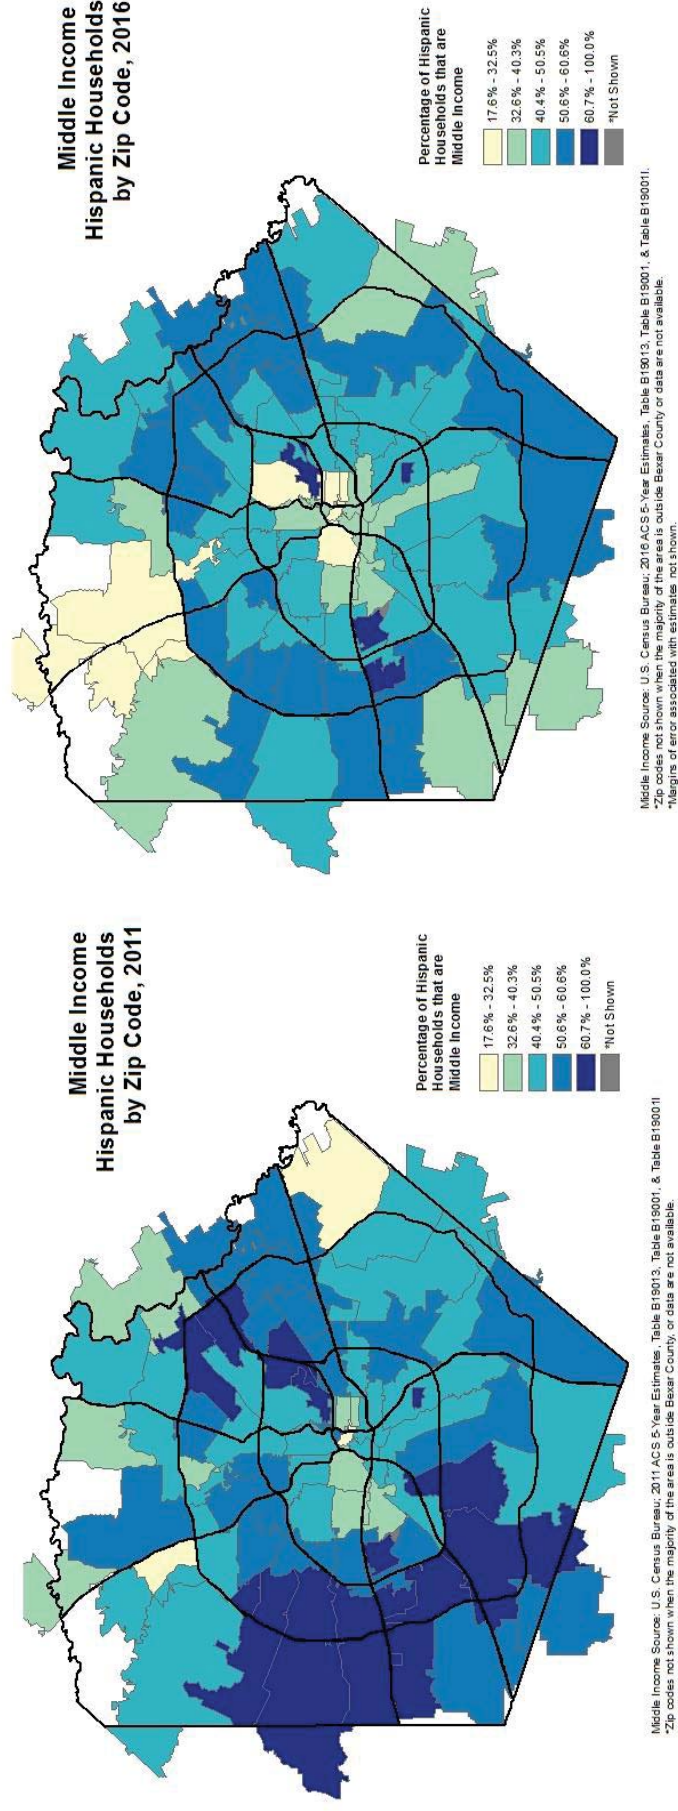 Middle Income
Hispanic Households
by Zip Code, 2011
Percentage of Hispanic
Households that are
Middle Income
17.6% - 32.5%
32.6% - 40.3%
40.4% - 50.5%
50.6% - 60.6%
60.7% - 100.0%
*Not Shown
Middle Income Source: U.S. Census Bureau; 2011 ACS 5-Year Estimates, Table B19013, Table B19001, & Table B19001I
*Zip codes not shown when the majority of the area is outside Bexar County, or data are not available.
Middle Income
Hispanic Households
by Zip Code, 2016
Percentage of Hispanic
Households that are
Middle Income
17.6% - 32.5%
32.6% - 40.3%
40.4% - 50.5%
50.6% - 60.6%
60.7% - 100.0%
*Not Shown
Middle Income Source: U.S. Census Bureau; 2016 ACS 5-Year Estimates, Table B19013, Table B19001, & Table B19001I.
*Zip codes not shown when the majority of the area is outside Bexar County or data are not available.
*Margins of error associated with estimates not shown.